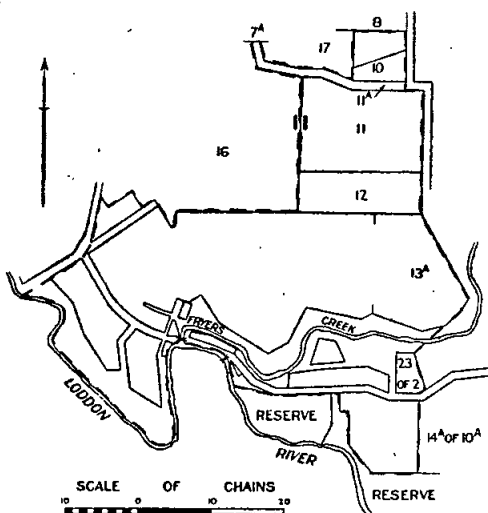 8
7A
17
10
11A
11
16
12
13A
FRYERS
CREEK
23
OF 2
LODDON
RESERVE
14A OF 10A
RIVER
RESERVE
SCALE OF CHAINS
10 0 10 20